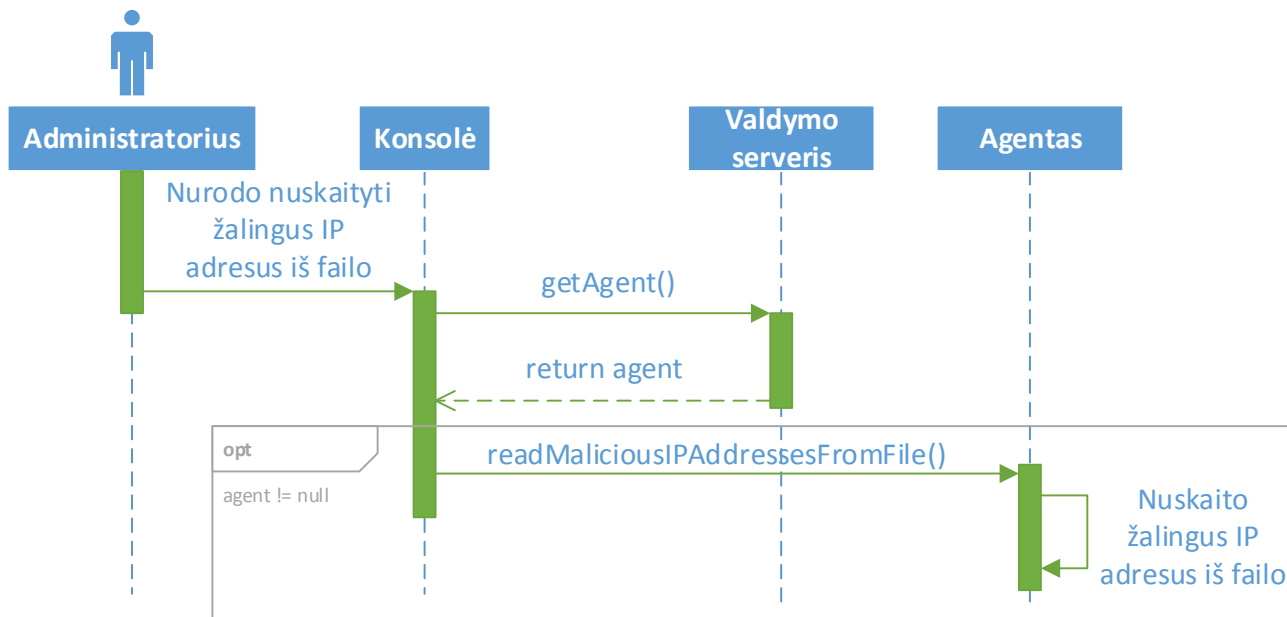 Administratorius
Konsolė
Valdymo
serveris
Agentas
Nurodo nuskaityti
žalingus IP
adresus iš failo
getAgent()
return agent
opt
readMaliciousIPAddressesFromFile()
agent != null
Nuskaito
žalingus IP
adresus iš failo